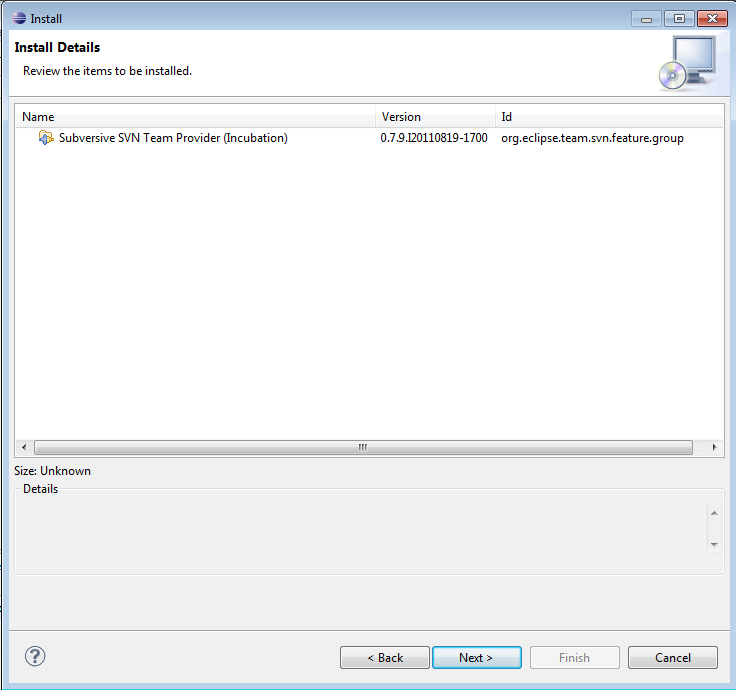 Install
Install Details
Review the items to be installed.
Name Version Id
Subversive SVN Team Provider (Incubation) 0.7.9.I20110819-1700 org.eclipse.team.svn.feature.group
Size: Unknown
Details
? < Back Next > Finish Cancel